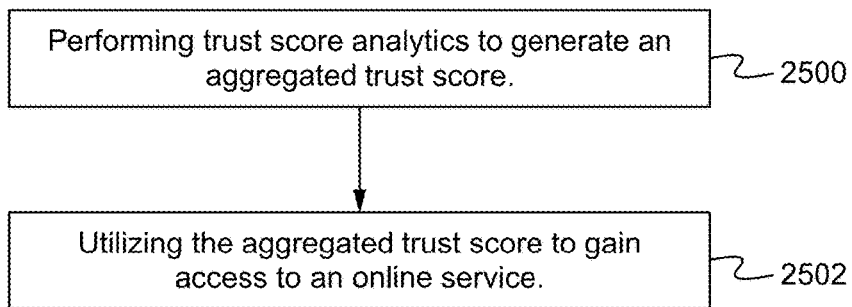 Performing trust score analytics to generate an
aggregated trust score.
2500
Utilizing the aggregated trust score to gain
access to an online service.
2502